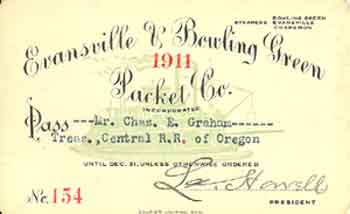 STEAMERS BOWLING GREEN
EVANSVILLE
CHAPERON
Evansville & Bowling Green
1911
Packet Co.
INCORPORATED
Pass ---Mr. Chas. E. Graham------
Treas., Central R.R. of Oregon
UNTIL DEC. 31, UNLESS OTHERWISE ORDERED
Howell
PRESIDENT
No. 154